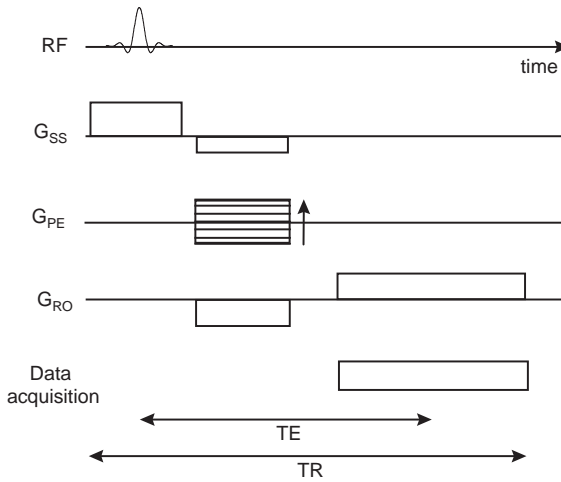 RF
time
G_SS
G_PE
G_RO
Data
acquisition
TE
TR